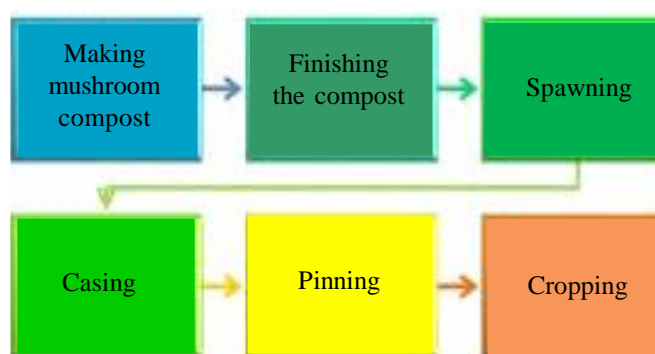 Making
mushroom
compost
Finishing
the compost
Spawning
Casing
Pinning
Cropping